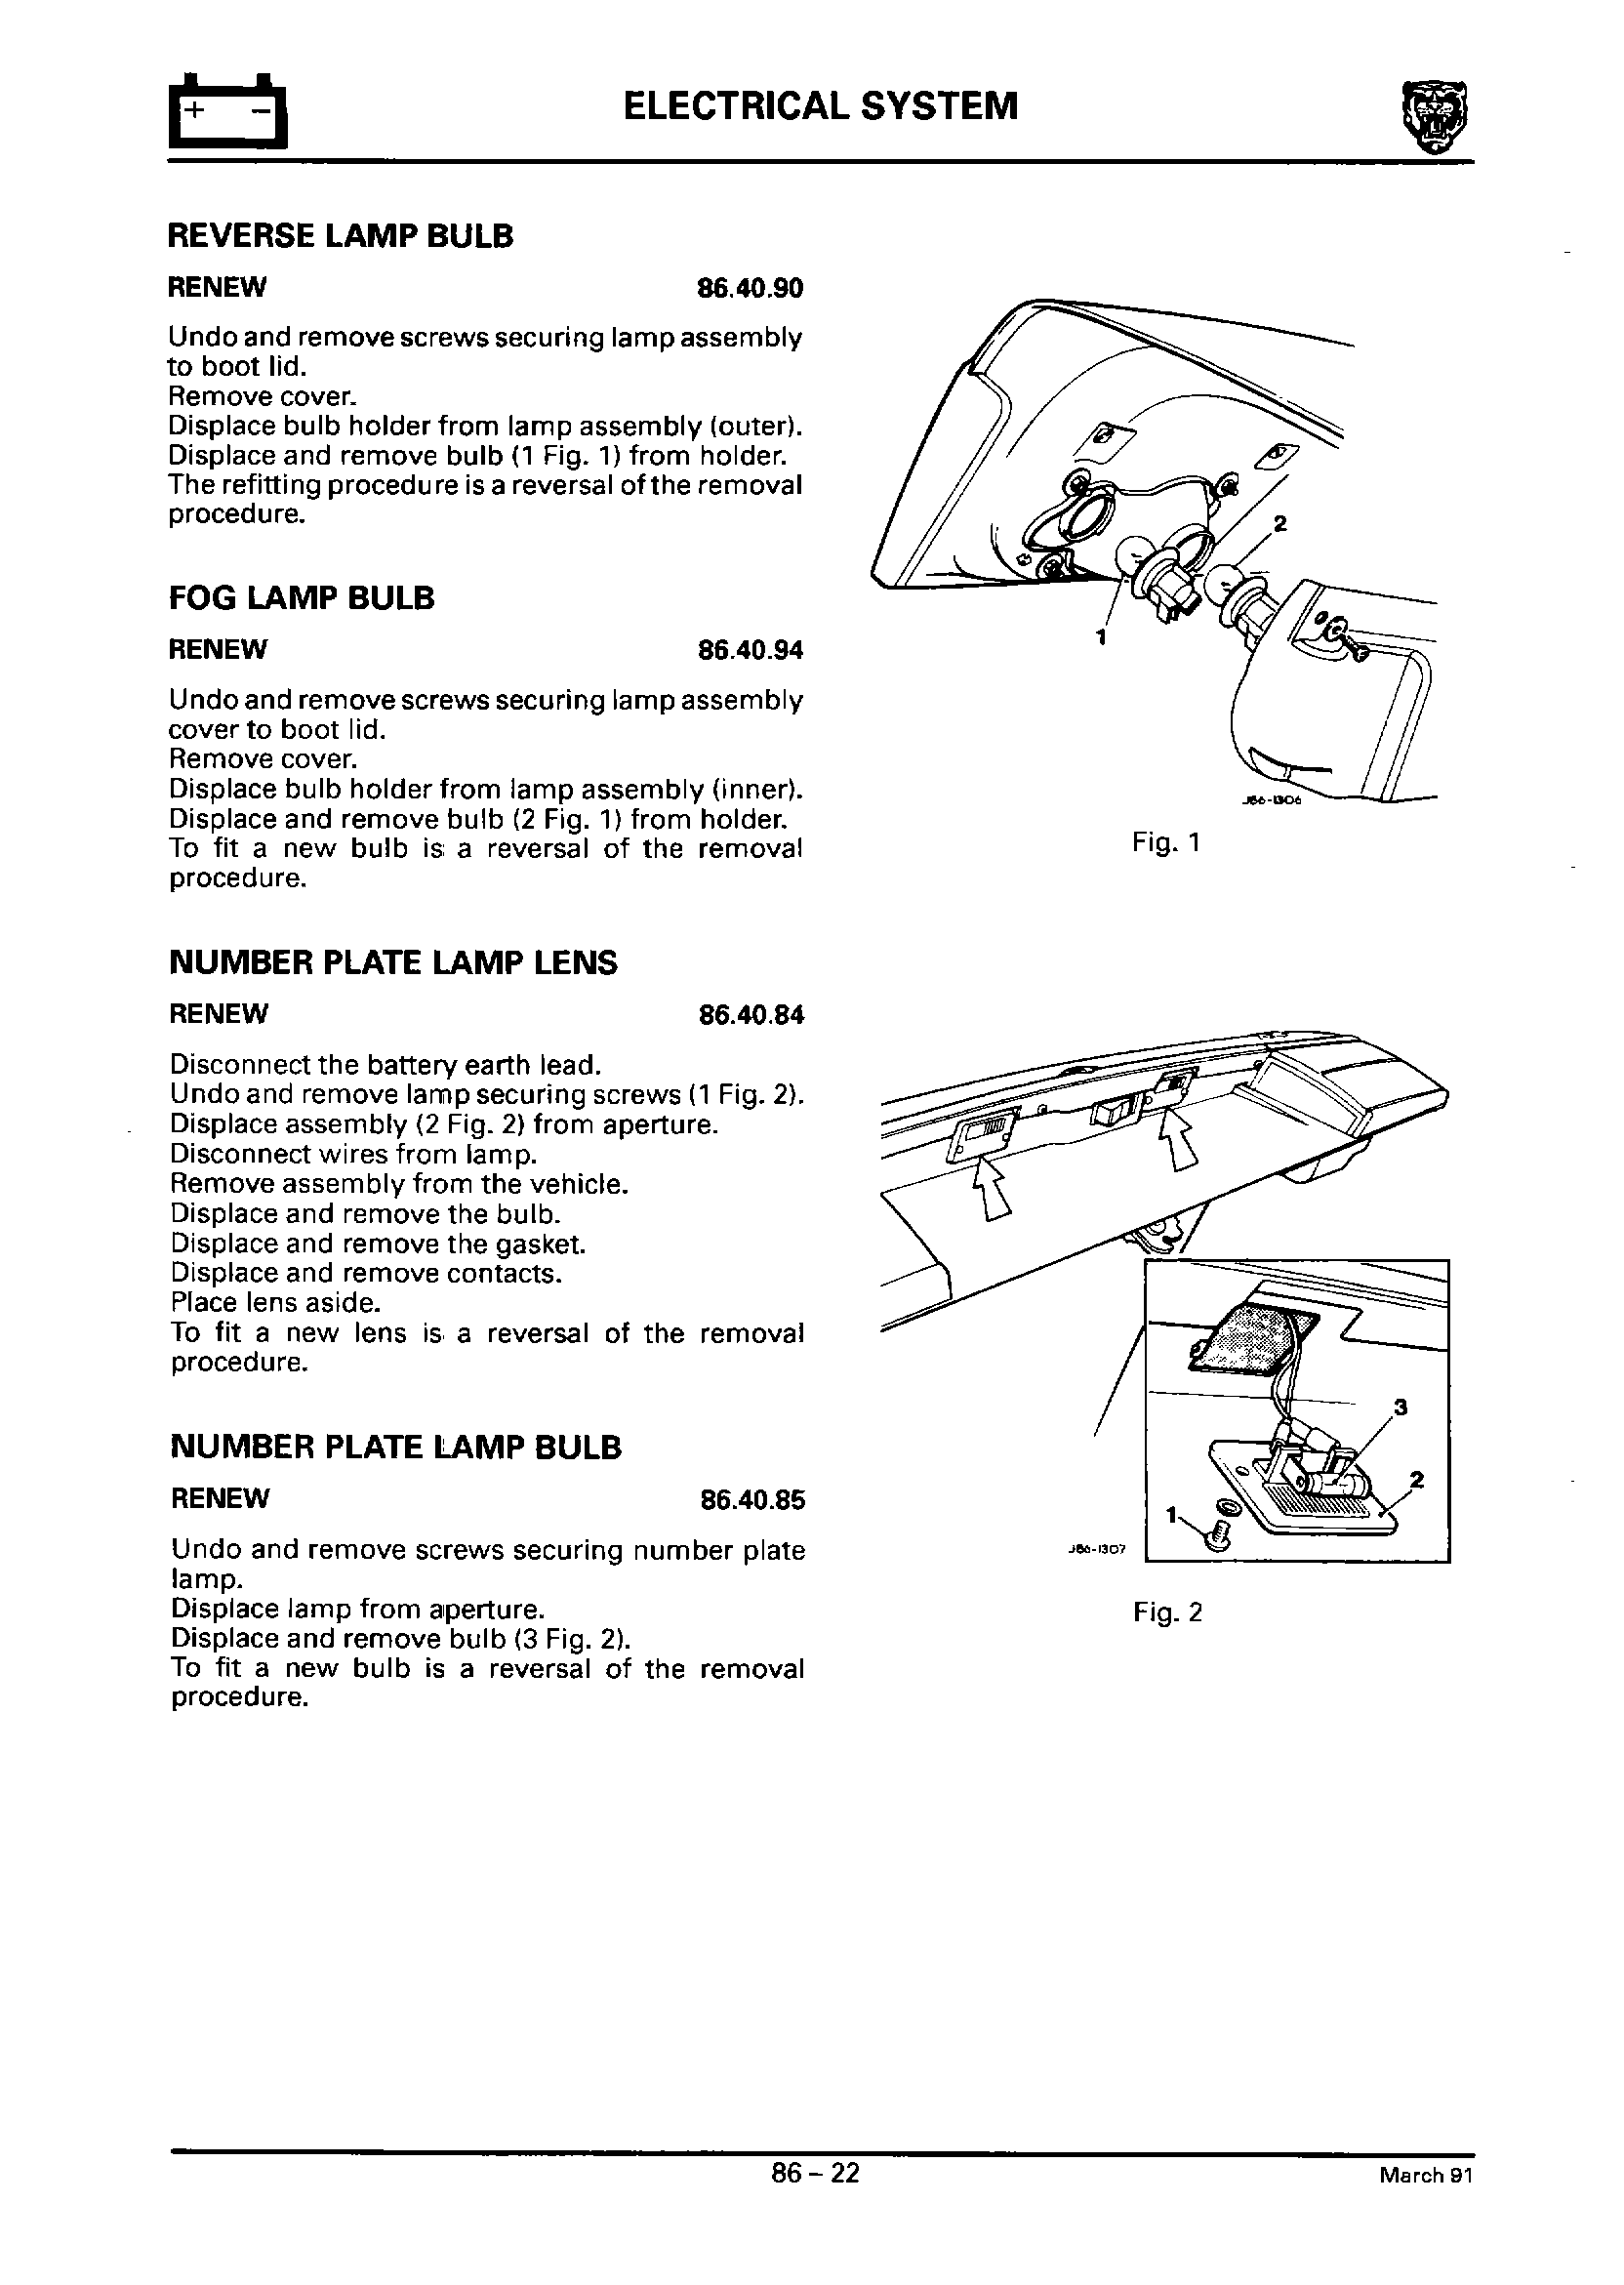 + −
ELECTRICAL SYSTEM
REVERSE LAMP BULB
RENEW 86.40.90
Undo and remove screws securing lamp assembly
to boot lid.
Remove cover.
Displace bulb holder from lamp assembly (outer).
Displace and remove bulb (1 Fig. 1) from holder.
The refitting procedure is a reversal of the removal
procedure.
FOG LAMP BULB
RENEW 86.40.94
Undo and remove screws securing lamp assembly
cover to boot lid.
Remove cover.
Displace bulb holder from lamp assembly (inner).
Displace and remove bulb (2 Fig. 1) from holder.
To fit a new bulb is a reversal of the removal
procedure.
2
1
J86-1306
Fig. 1
NUMBER PLATE LAMP LENS
RENEW 86.40.84
Disconnect the battery earth lead.
Undo and remove lamp securing screws (1 Fig. 2).
Displace assembly (2 Fig. 2) from aperture.
Disconnect wires from lamp.
Remove assembly from the vehicle.
Displace and remove the bulb.
Displace and remove the gasket.
Displace and remove contacts.
Place lens aside.
To fit a new lens is a reversal of the removal
procedure.
NUMBER PLATE LAMP BULB
RENEW 86.40.85
Undo and remove screws securing number plate
lamp.
Displace lamp from aperture.
Displace and remove bulb (3 Fig. 2).
To fit a new bulb is a reversal of the removal
procedure.
3
2
1
J86-1307
Fig. 2
86 – 22
March 91